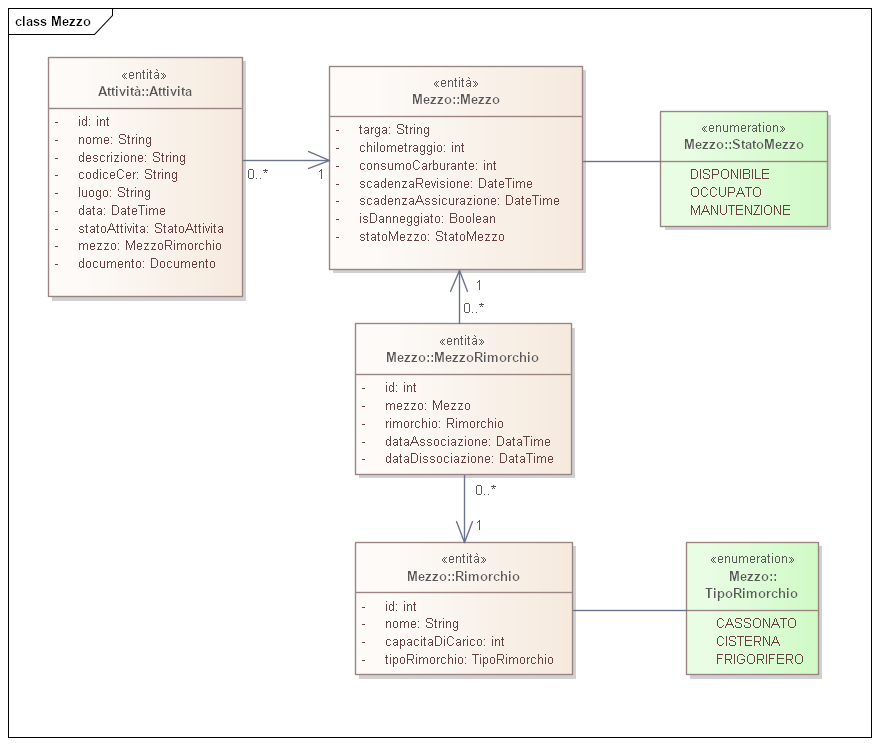 class Mezzo
«entità»
Attività::Attivita
- id: int
- nome: String
- descrizione: String
- codiceCer: String
- luogo: String
- data: DateTime
- statoAttivita: StatoAttivita
- mezzo: MezzoRimorchio
- documento: Documento
0..*
1
«entità»
Mezzo::Mezzo
- targa: String
- chilometraggio: int
- consumoCarburante: int
- scadenzaRevisione: DateTime
- scadenzaAssicurazione: DateTime
- isDanneggiato: Boolean
- statoMezzo: StatoMezzo
«enumeration»
Mezzo::StatoMezzo
DISPONIBILE
OCCUPATO
MANUTENZIONE
1
0..*
«entità»
Mezzo::MezzoRimorchio
- id: int
- mezzo: Mezzo
- rimorchio: Rimorchio
- dataAssociazione: DataTime
- dataDissociazione: DataTime
0..*
1
«entità»
Mezzo::Rimorchio
- id: int
- nome: String
- capacitaDiCarico: int
- tipoRimorchio: TipoRimorchio
«enumeration»
Mezzo::
TipoRimorchio
CASSONATO
CISTERNA
FRIGORIFERO